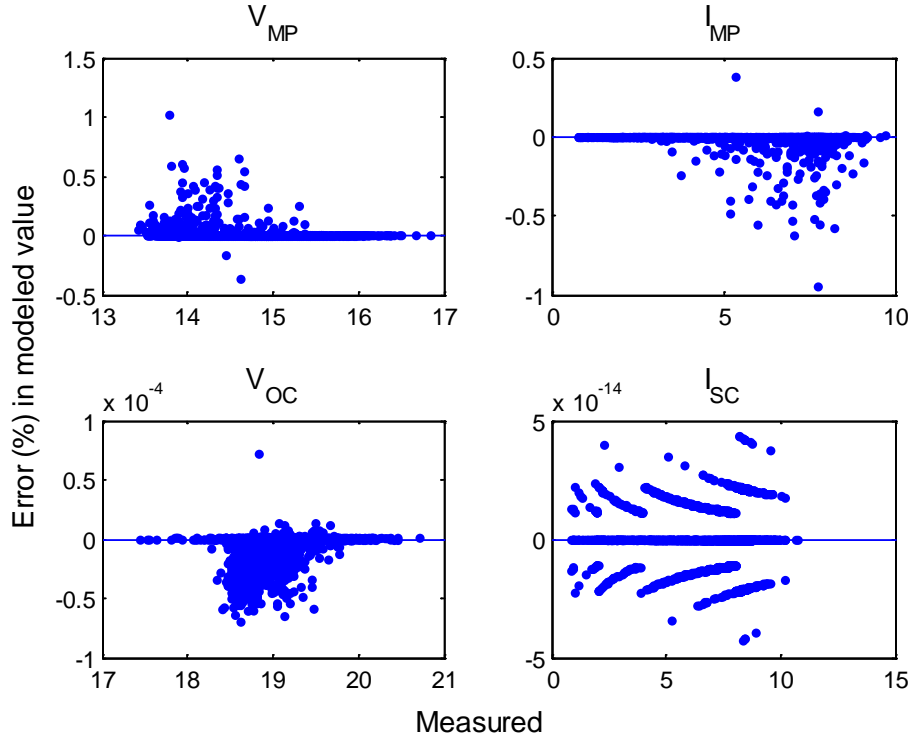 V_MP
I_MP
1.5
1
0.5
0
-0.5
13 14 15 16 17
0.5
0
-0.5
-1
0 5 10
V_OC
I_SC
x 10^-4
1
0.5
0
-0.5
-1
17 18 19 20 21
x 10^-14
5
0
-5
0 5 10 15
Error (%) in modeled value
Measured